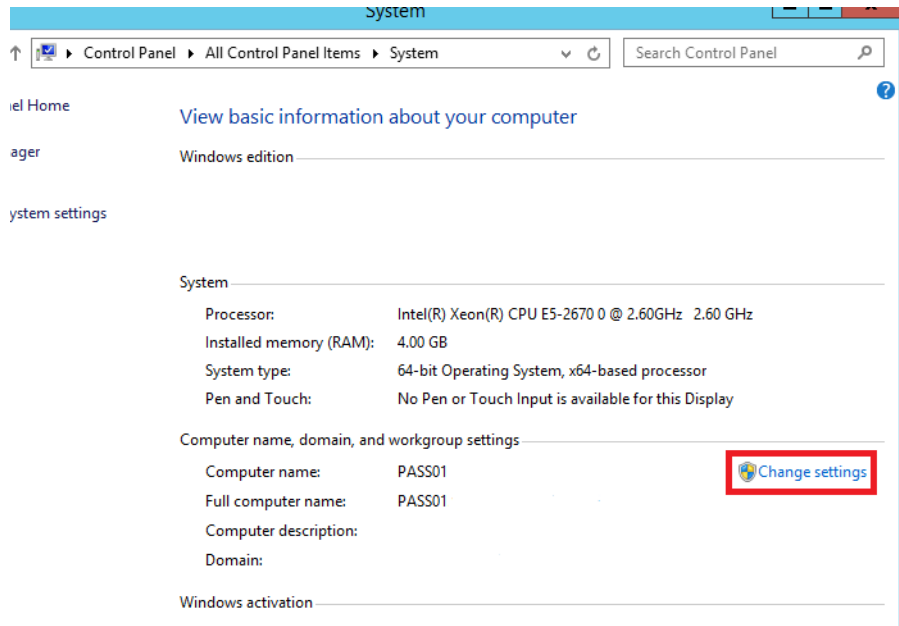 System
Control Panel All Control Panel Items System
Search Control Panel
el Home
View basic information about your computer
ager
Windows edition
ystem settings
System
Processor: Intel(R) Xeon(R) CPU E5-2670 0 @ 2.60GHz 2.60 GHz
Installed memory (RAM): 4.00 GB
System type: 64-bit Operating System, x64-based processor
Pen and Touch: No Pen or Touch Input is available for this Display
Computer name, domain, and workgroup settings
Computer name: PASS01
Change settings
Full computer name: PASS01
Computer description:
Domain:
Windows activation